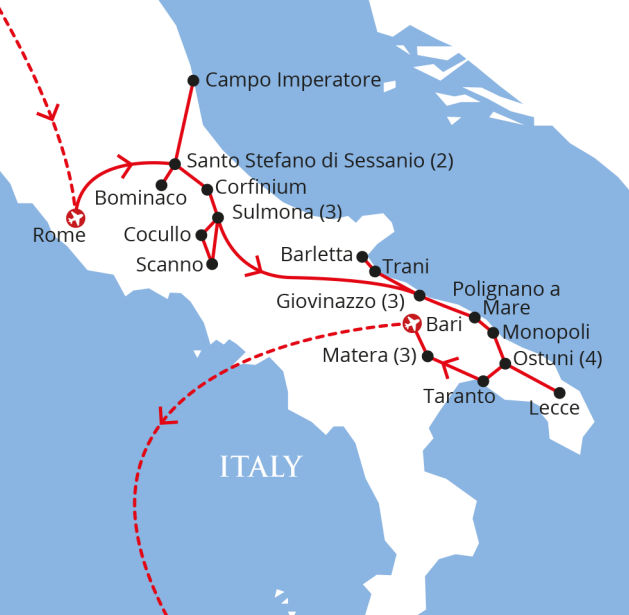 Campo Imperatore
Santo Stefano di Sessanio (2)
Bominaco
Corfinium
Sulmona (3)
Rome
Cocullo
Scanno
Barletta
Trani
Giovinazzo (3)
Polignano a
Mare
Bari
Monopoli
Matera (3)
Ostuni (4)
Taranto
Lecce
ITALY